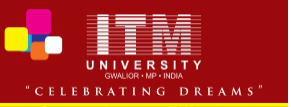 ITM
UNIVERSITY
GWALIOR • MP • INDIA
"CELEBRATING DREAMS"